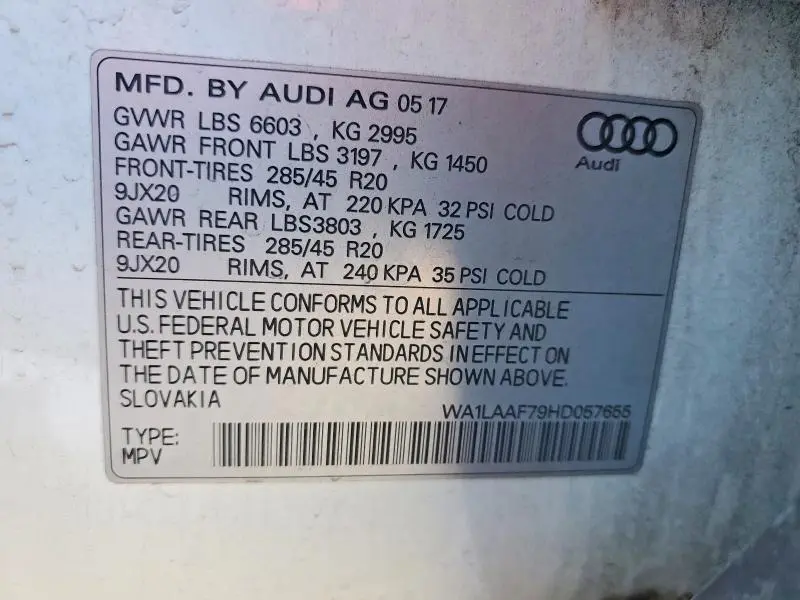 MFD. BY AUDI AG 05 17
GVWR LBS 6603 , KG 2995
GAWR FRONT LBS 3197 , KG 1450
FRONT-TIRES 285/45 R20
9JX20 RIMS, AT 220 KPA 32 PSI COLD
GAWR REAR LBS3803 , KG 1725
REAR-TIRES 285/45 R20
9JX20 RIMS, AT 240 KPA 35 PSI COLD
Audi
THIS VEHICLE CONFORMS TO ALL APPLICABLE
U.S. FEDERAL MOTOR VEHICLE SAFETY AND
THEFT PREVENTION STANDARDS IN EFFECT ON
THE DATE OF MANUFACTURE SHOWN ABOVE.
SLOVAKIA
WA1LAAF79HD057655
TYPE:
MPV